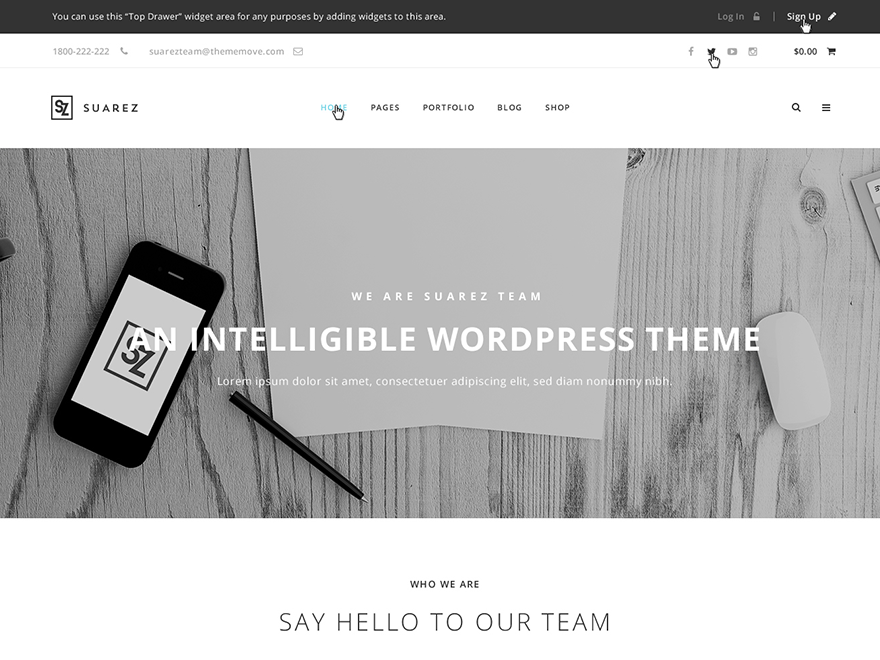 You can use this “Top Drawer” widget area for any purposes by adding widgets to this area.
Log In | Sign Up
1800-222-222 suarezteam@thememove.com $0.00
SZ SUAREZ HOME PAGES PORTFOLIO BLOG SHOP
WE ARE SUAREZ TEAM
AN INTELLIGIBLE WORDPRESS THEME
SZ
Lorem ipsum dolor sit amet, consectetuer adipiscing elit, sed diam nonummy nibh.
WHO WE ARE
SAY HELLO TO OUR TEAM